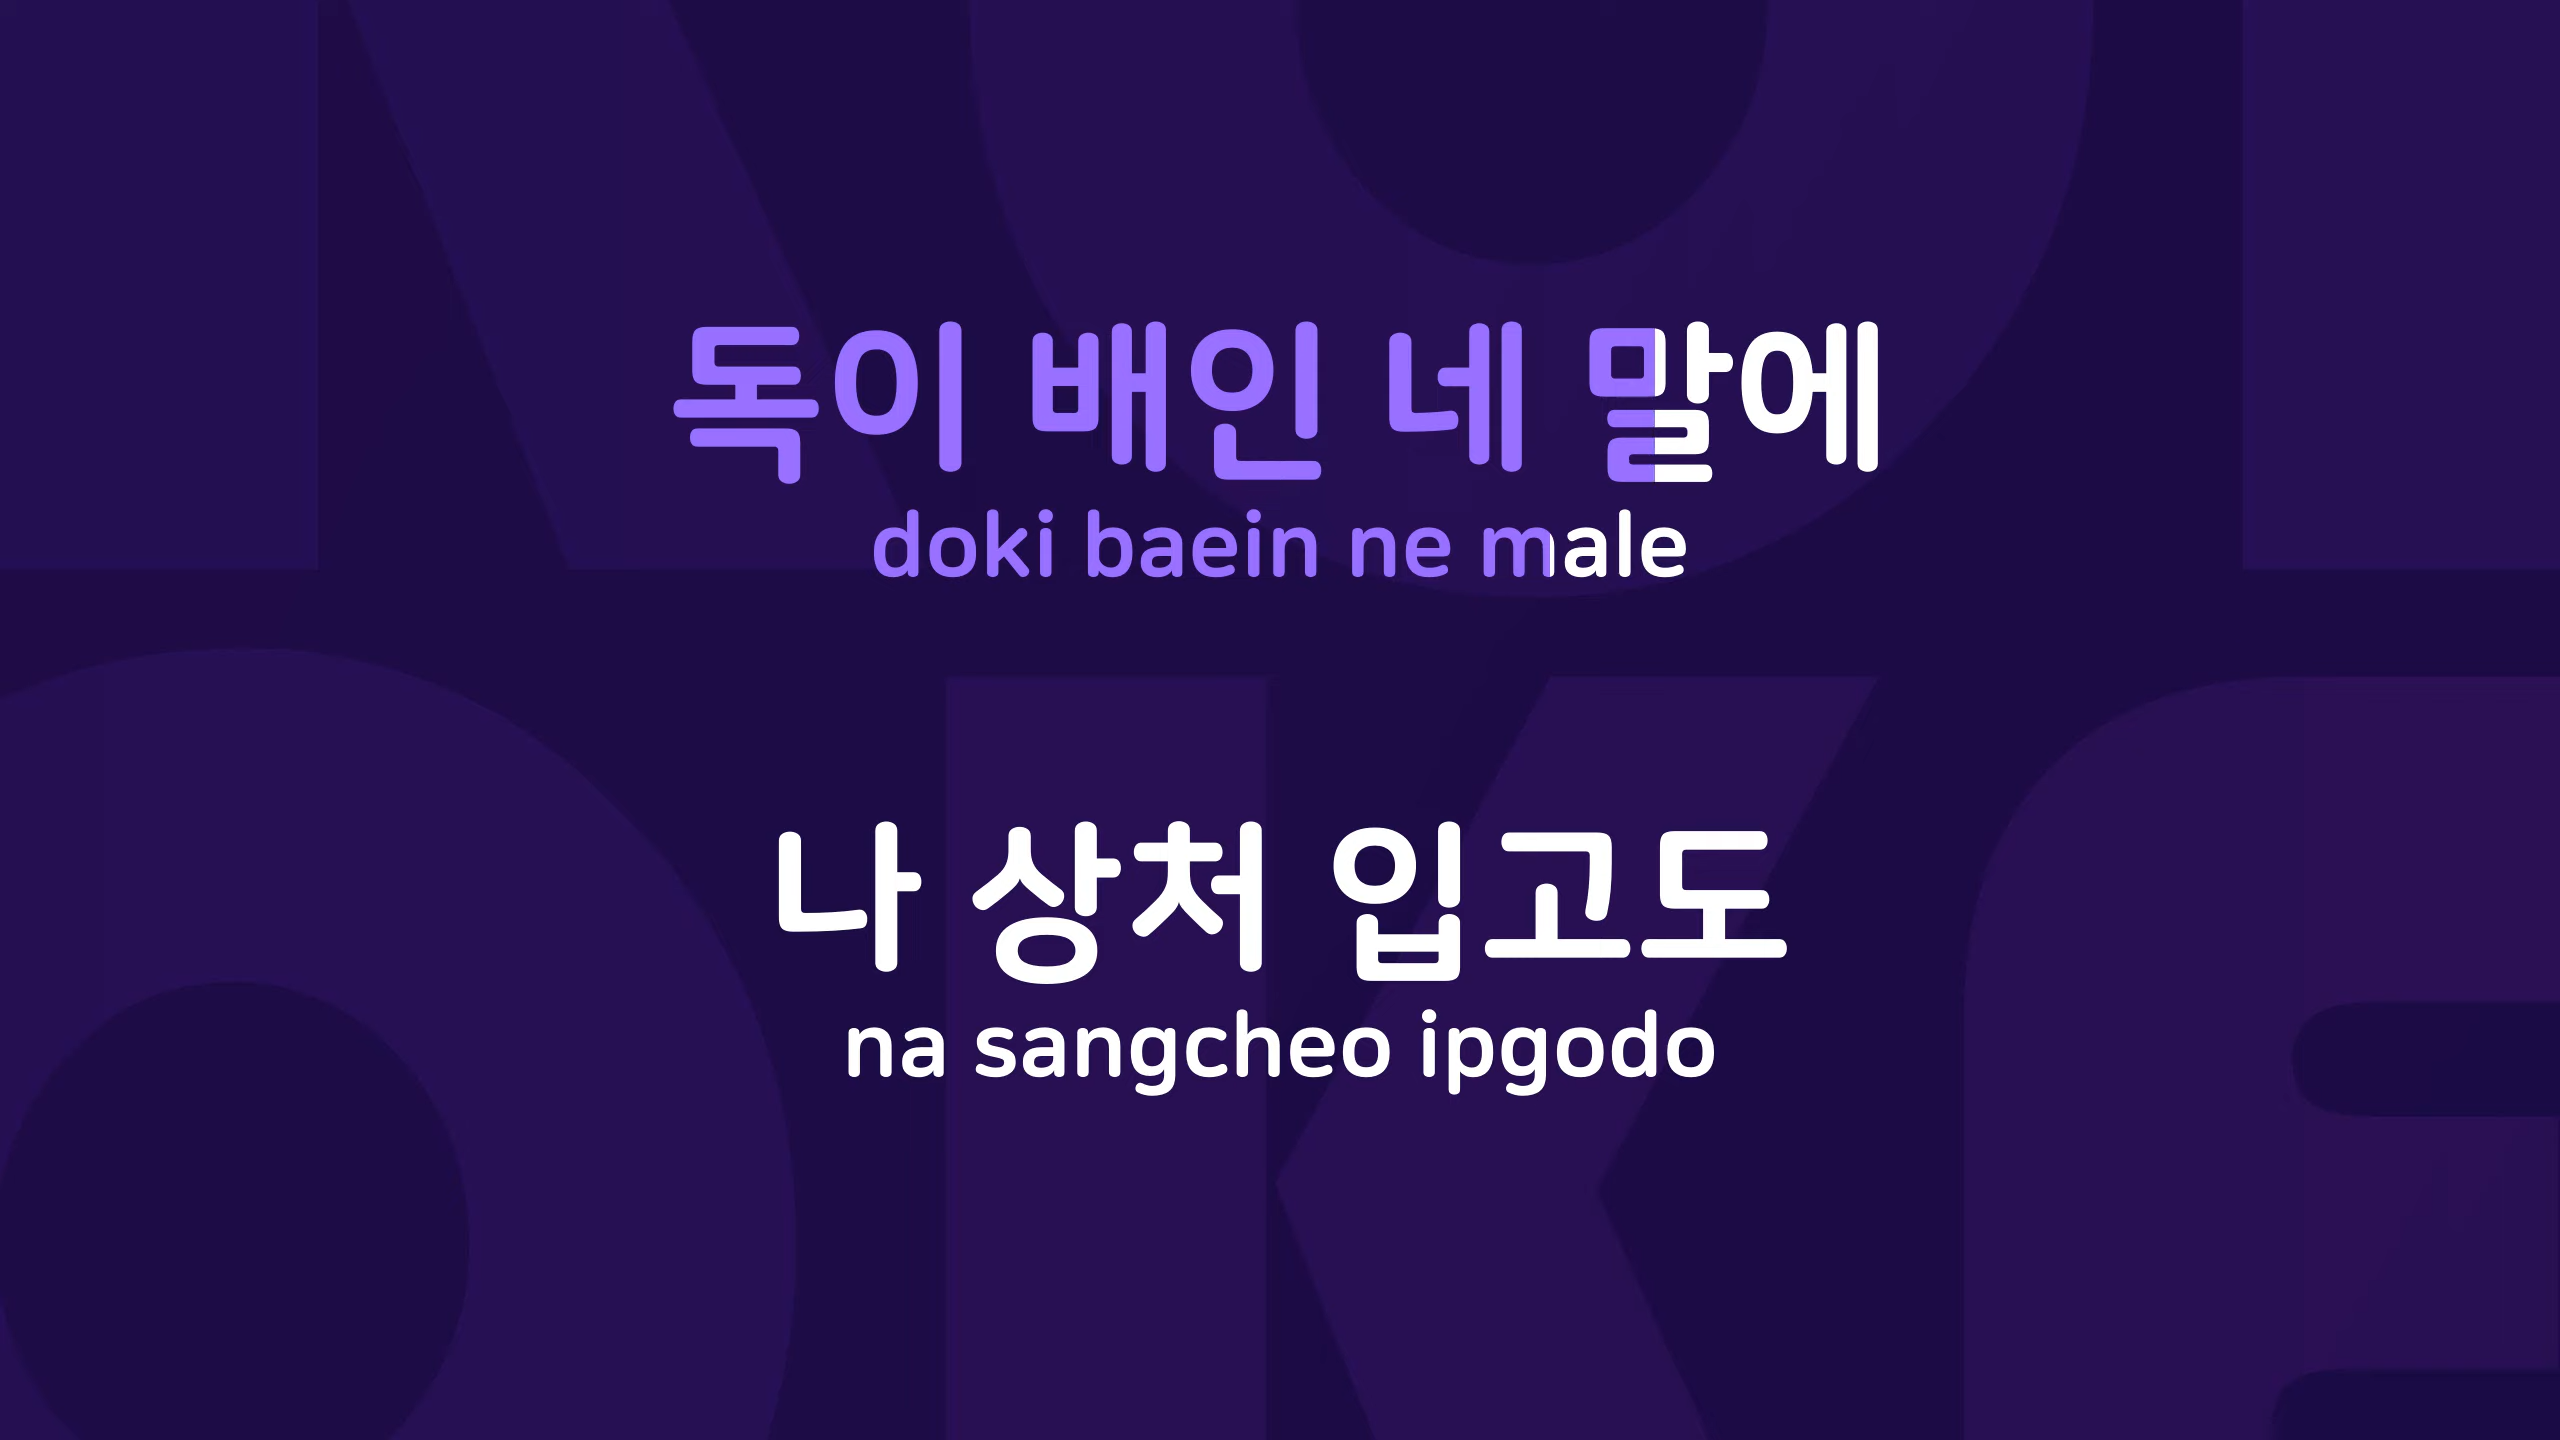 독이 배인 네 말에
doki baein ne male
나 상처 입고도
na sangcheo ipgodo